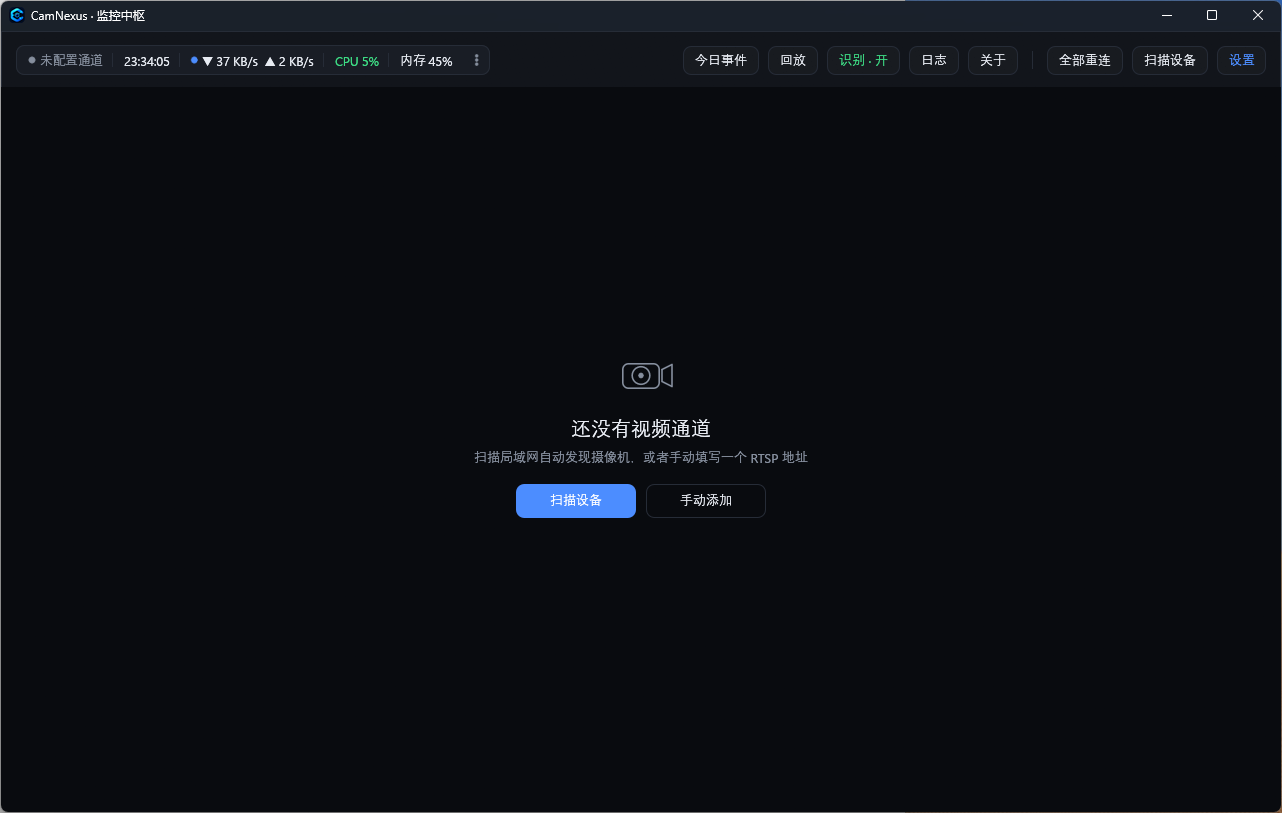 CamNexus · 监控中枢
未配置通道 23:34:05 ▼ 37 KB/s ▲ 2 KB/s CPU 5% 内存 45% 今日事件 回放 识别 · 开 日志 关于 全部重连 扫描设备 设置
还没有视频通道
扫描局域网自动发现摄像机，或者手动填写一个 RTSP 地址
扫描设备 手动添加